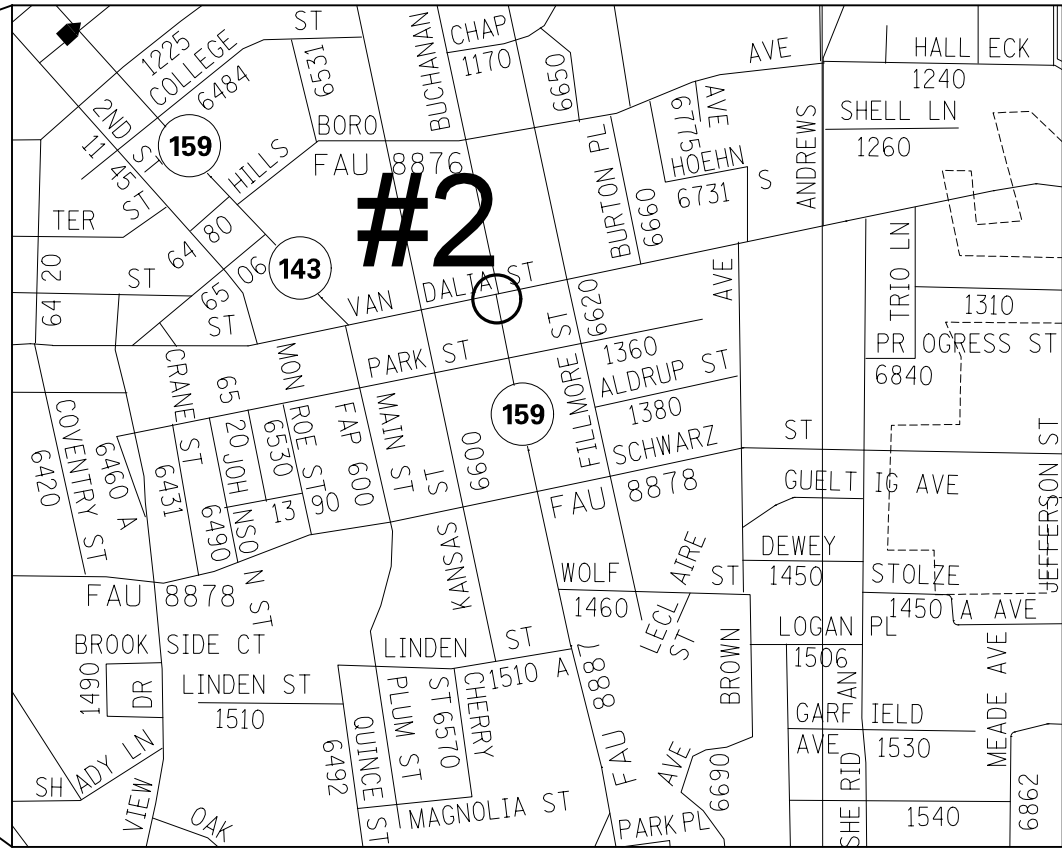 ST
BUCHANAN
CHAP
1170
AVE
HALL ECK
1240
1225
COLLEGE
6484
6531
6650
6775
AVE
SHELL LN
1260
2ND ST
11 45 ST
159
BORO
HILLS
FAU 8876
#2
BURTON PL
6660
HOEHN
6731
S
ANDREWS
TER
64 80
ST
64 20
65 06
ST
143
VAN DALIA ST
AVE
TRIO LN
1310
PR OGRESS ST
6840
6620
FILLMORE ST
1360
ALDRUP ST
1380
SCHWARZ
ST
PARK ST
159
CRANE ST
65 20
MON ROE ST
FAP 600
MAIN ST
0699
COVENTRY ST
6420
6460 A
6431
6490
JOH NSO N ST
6530
13 90
KANSAS ST
FAU 8878
GUELT IG AVE
JEFFERSON ST
DEWEY
1450
STOLZE
1450 A AVE
WOLF ST
1460
LECL AIRE ST
FAU 8878
BROOK SIDE CT
1490
DR
LINDEN ST
1510
LINDEN ST
1510 A
LOGAN PL
1506
BROWN
MEADE AVE
FAU 8887
PLUM ST
ST 6570
CHERRY
QUINCE ST
6492
GARF IELD
AVE
1530
SHE RID AN
1540
6862
SH ADY LN
VIEW
OAK
MAGNOLIA ST
AVE
6690
PARK PL